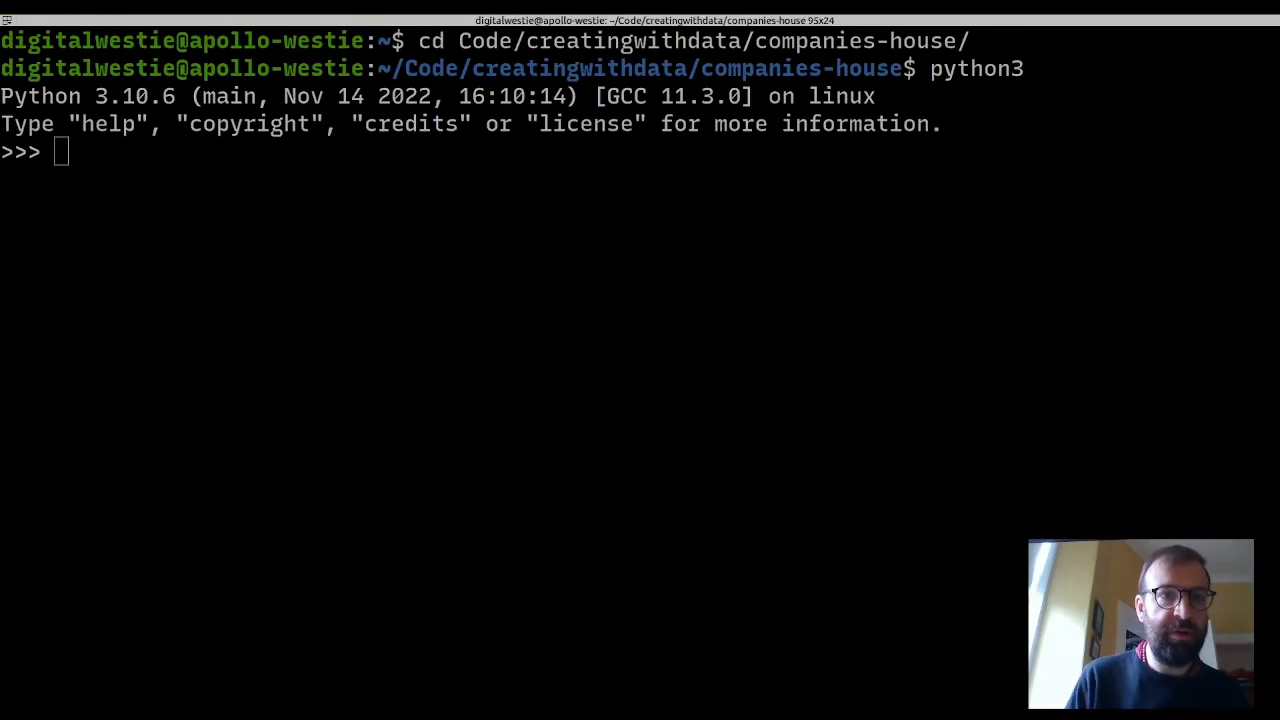 digitalwestie@apollo-westie: ~/Code/creatingwithdata/companies-house 95x24
digitalwestie@apollo-westie:~$ cd Code/creatingwithdata/companies-house/
digitalwestie@apollo-westie:~/Code/creatingwithdata/companies-house$ python3
Python 3.10.6 (main, Nov 14 2022, 16:10:14) [GCC 11.3.0] on linux
Type "help", "copyright", "credits" or "license" for more information.
>>>